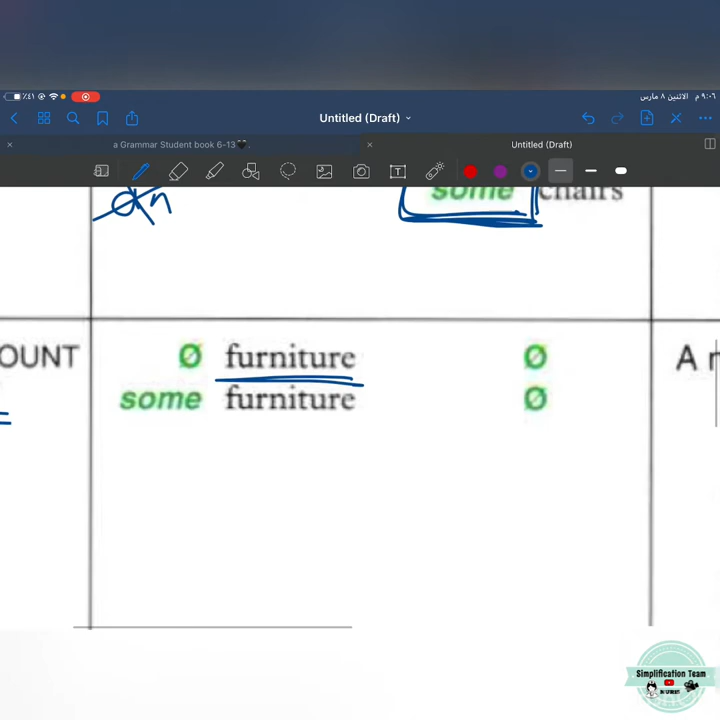 ٪٤١ ٩:٠٦ م الاثنين ٨ مارس
Untitled (Draft)
a Grammar Student book 6-13🖤. Untitled (Draft)
an some chairs
OUNT Ø furniture Ø A
some furniture Ø
Simplification Team